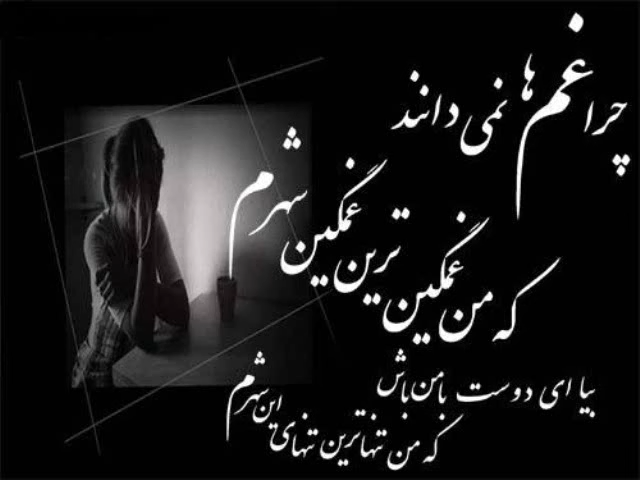 چرا غم ها نمی دانند
که من غمگین ترین غمگین شهرم
بیا ای دوست با من باش
که من تنهاترین تنهای این شهرم